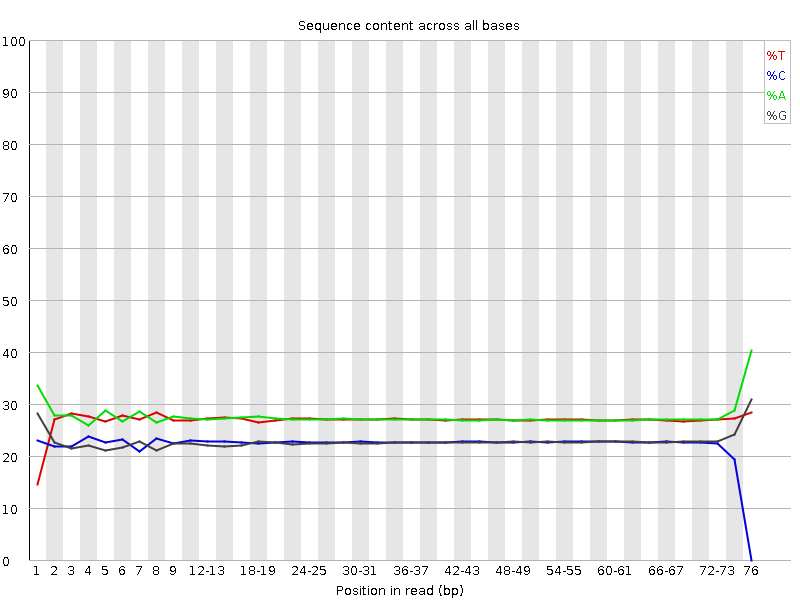 Sequence content across all bases
100
90
80
70
60
50
40
30
20
10
0
%T
%C
%A
%G
1 2 3 4 5 6 7 8 9 12-13 18-19 24-25 30-31 36-37 42-43 48-49 54-55 60-61 66-67 72-73 76
Position in read (bp)